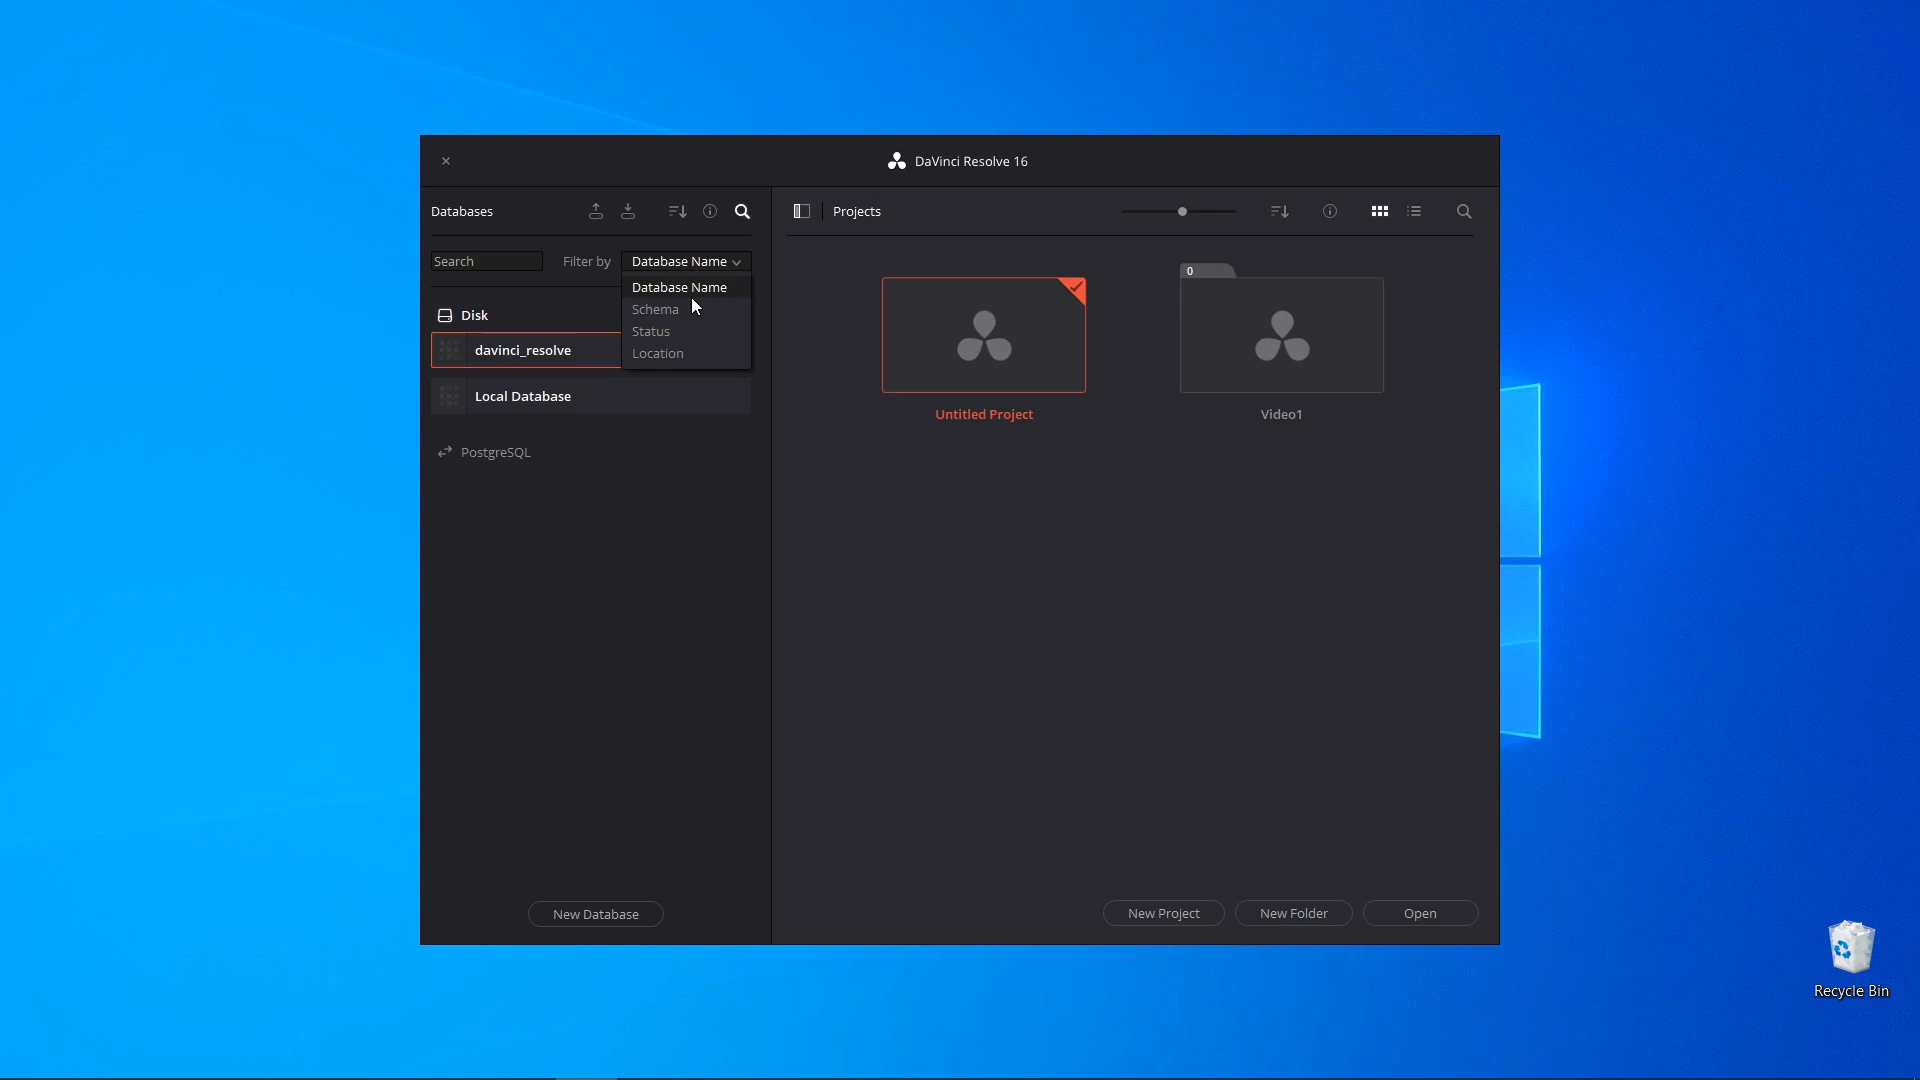 DaVinci Resolve 16
Databases
Projects
Search
Filter by
Database Name
Database Name
Schema
Status
Location
Disk
davinci_resolve
Local Database
PostgreSQL
0
Untitled Project
Video1
New Database
New Project
New Folder
Open
Recycle Bin